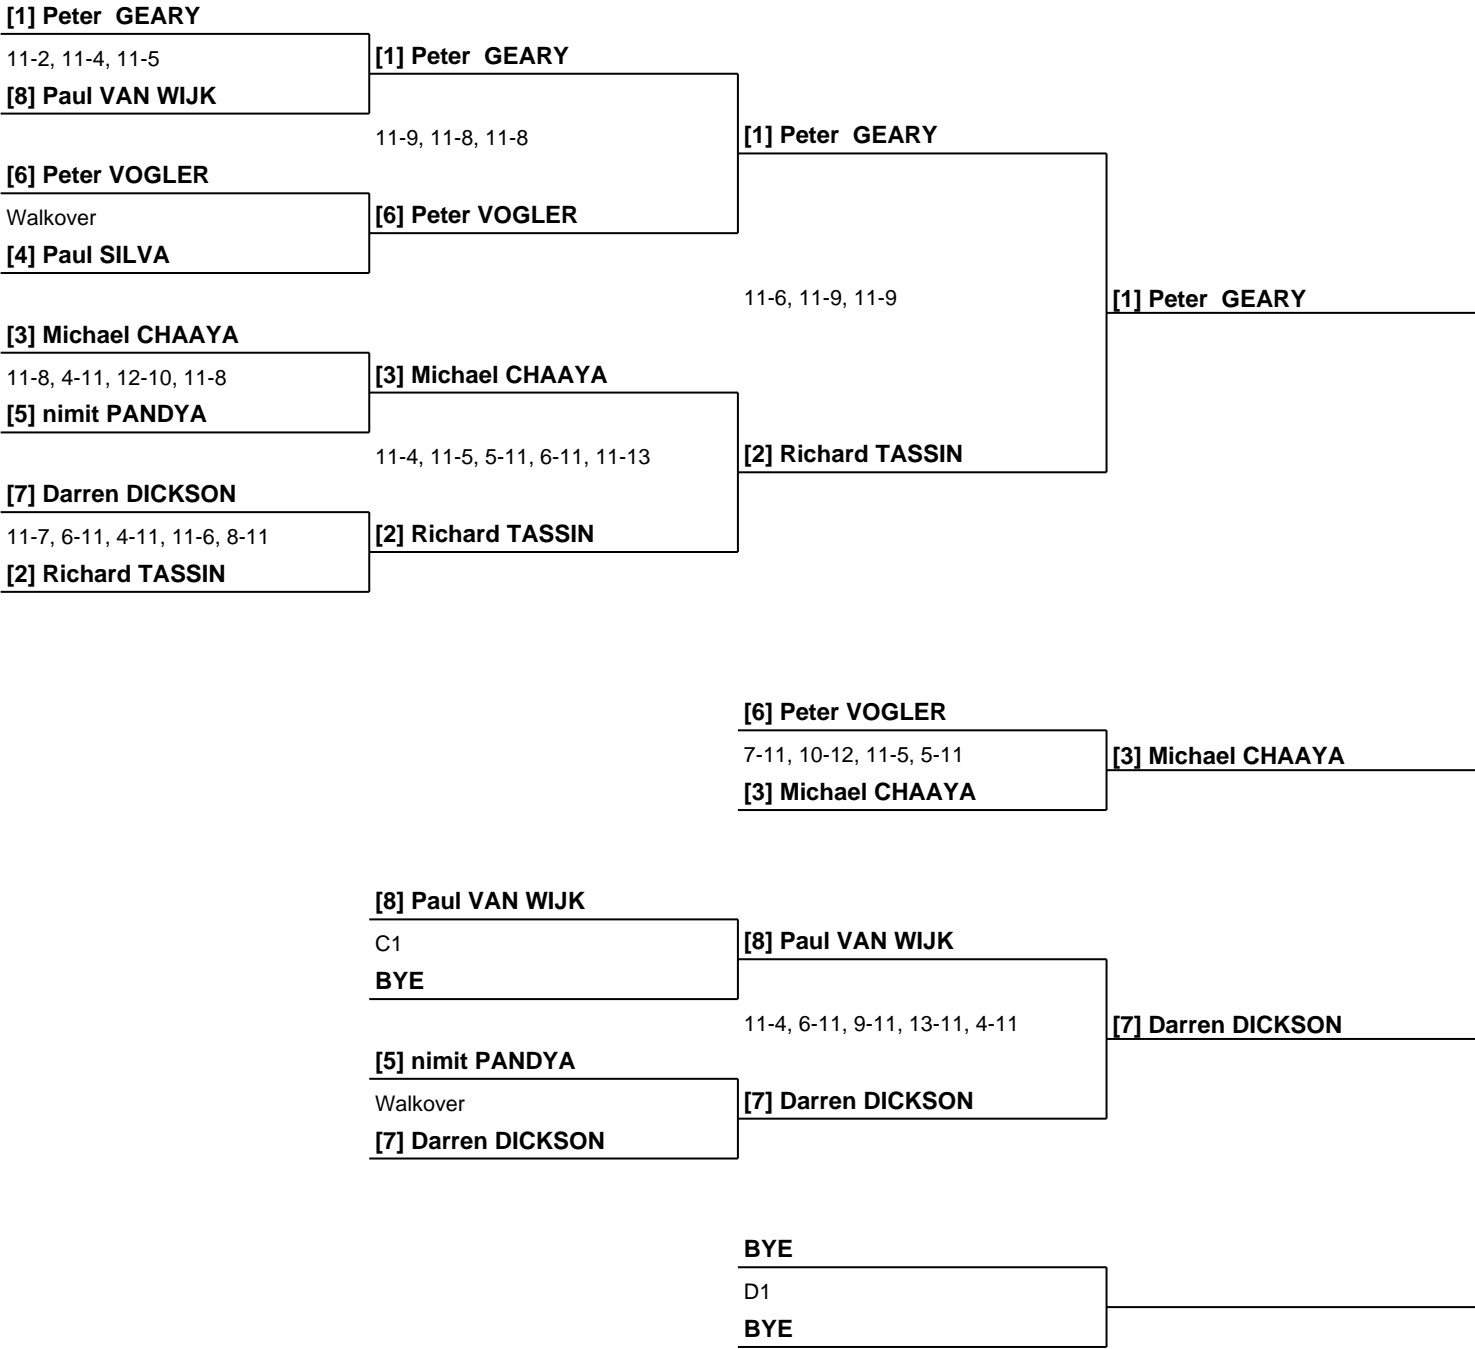 [1] Peter  GEARY
11-2, 11-4, 11-5
[1] Peter  GEARY
[8] Paul VAN WIJK
11-9, 11-8, 11-8
[1] Peter  GEARY
[6] Peter VOGLER
Walkover
[6] Peter VOGLER
[4] Paul SILVA
11-6, 11-9, 11-9
[1] Peter  GEARY
[3] Michael CHAAYA
11-8, 4-11, 12-10, 11-8
[3] Michael CHAAYA
[5] nimit PANDYA
11-4, 11-5, 5-11, 6-11, 11-13
[2] Richard TASSIN
[7] Darren DICKSON
11-7, 6-11, 4-11, 11-6, 8-11
[2] Richard TASSIN
[2] Richard TASSIN
[6] Peter VOGLER
7-11, 10-12, 11-5, 5-11
[3] Michael CHAAYA
[3] Michael CHAAYA
[8] Paul VAN WIJK
C1
[8] Paul VAN WIJK
BYE
11-4, 6-11, 9-11, 13-11, 4-11
[7] Darren DICKSON
[5] nimit PANDYA
Walkover
[7] Darren DICKSON
[7] Darren DICKSON
BYE
D1
BYE